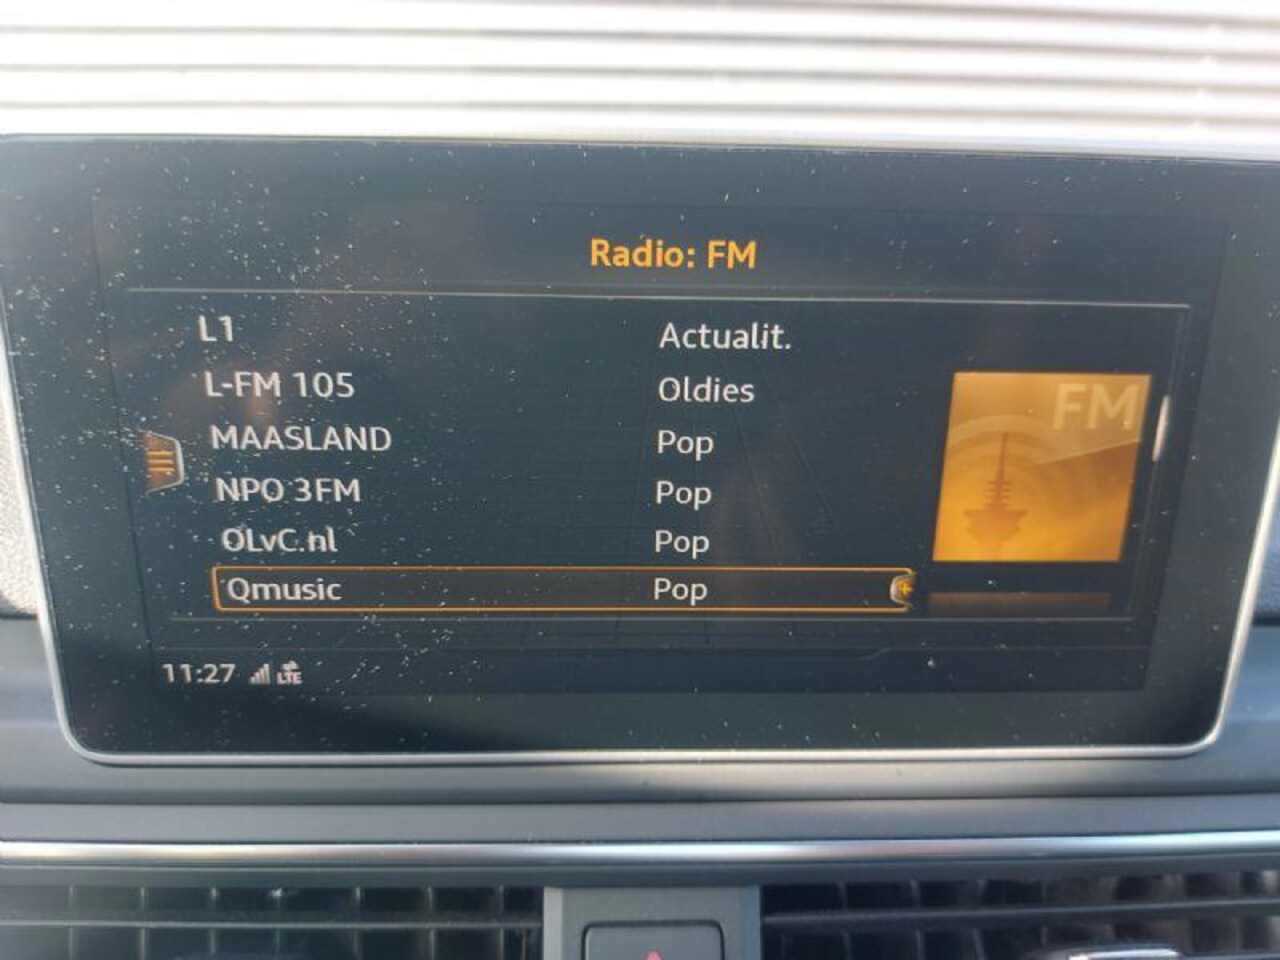 Radio: FM
L1 Actualit.
L-FM 105 Oldies
MAASLAND Pop
NPO 3FM Pop
OLvC.nl Pop
Qmusic Pop
FM
11:27 LTE